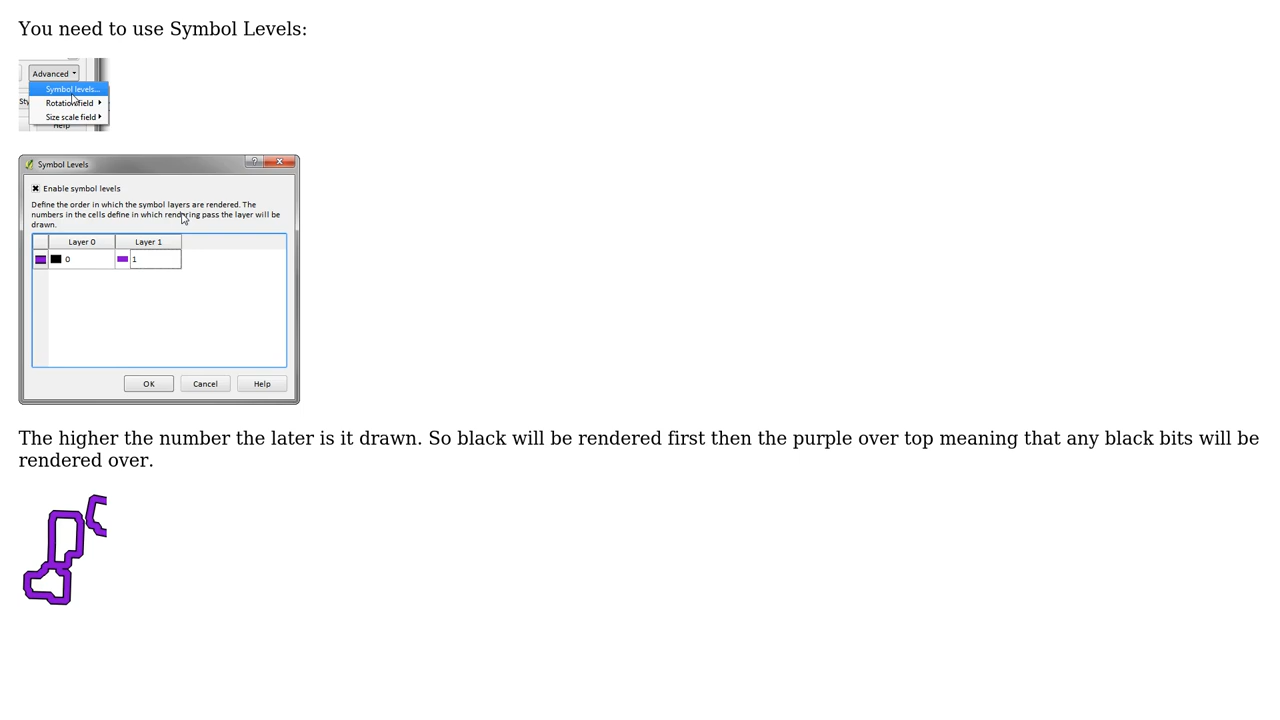 You need to use Symbol Levels:
Advanced
Symbol levels...
Rotation field
Size scale field
Help
Symbol Levels
Enable symbol levels
Define the order in which the symbol layers are rendered. The
numbers in the cells define in which rendering pass the layer will be
drawn.
Layer 0 Layer 1
0 1
OK Cancel Help
The higher the number the later is it drawn. So black will be rendered first then the purple over top meaning that any black bits will be
rendered over.